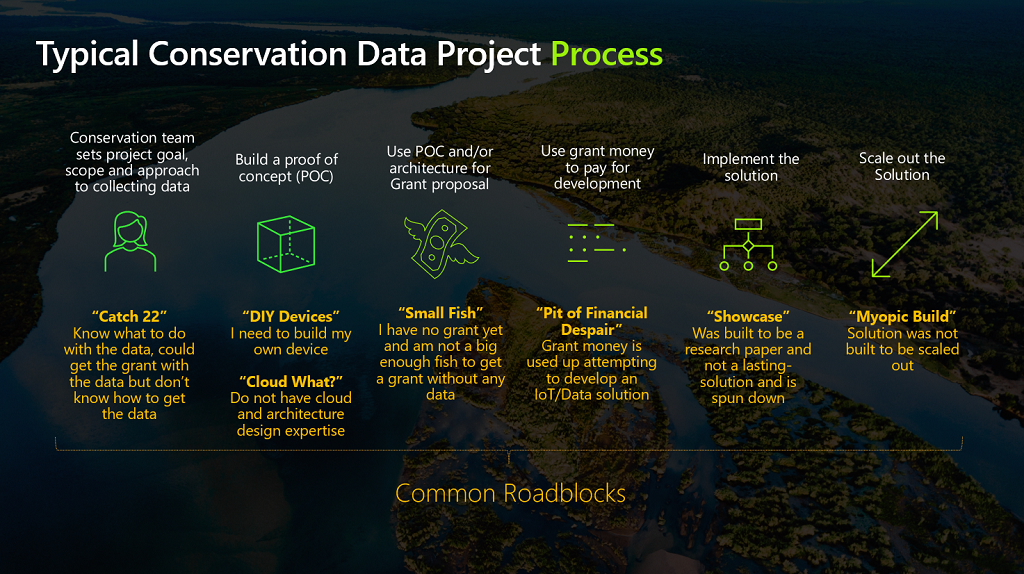 Typical Conservation Data Project Process
Conservation team
sets project goal,
scope and approach
to collecting data
Build a proof of
concept (POC)
Use POC and/or
architecture for
Grant proposal
Use grant money
to pay for
development
Implement the
solution
Scale out the
Solution
“Catch 22”
Know what to do
with the data, could
get the grant with
the data but don’t
know how to get
the data
“DIY Devices”
I need to build my
own device
“Cloud What?”
Do not have cloud
and architecture
design expertise
“Small Fish”
I have no grant yet
and am not a big
enough fish to get
a grant without any
data
“Pit of Financial
Despair”
Grant money is
used up attempting
to develop an
IoT/Data solution
“Showcase”
Was built to be a
research paper and
not a lasting-
solution and is
spun down
“Myopic Build”
Solution was not
built to be scaled
out
Common Roadblocks